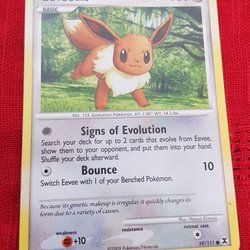 BASIC
NO. 133 Evolution Pokémon. HT: 1'00" WT: 14.3 lbs.
Signs of Evolution
Search your deck for up to 2 cards that evolve from Eevee,
show them to your opponent, and put them into your hand.
Shuffle your deck afterward.
Bounce 10
Switch Eevee with 1 of your Benched Pokémon.
Because its genetic makeup is irregular, it quickly changes its
form due to a variety of causes.
weakness resistance retreat cost
+10
©2009 Pokémon/Nintendo